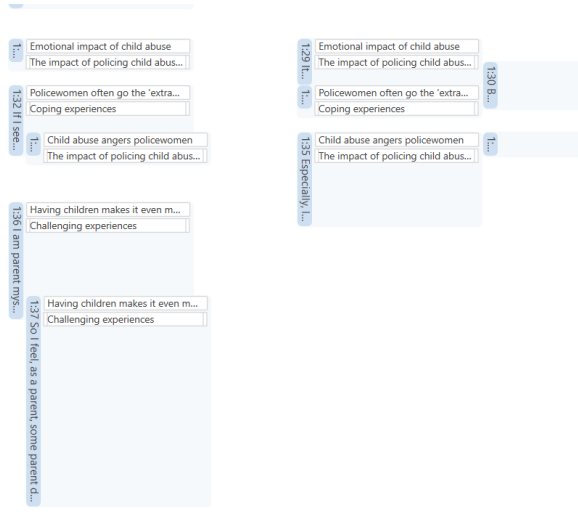 1:...
Emotional impact of child abuse
The impact of policing child abus...
1:32 If I see...
Policewomen often go the 'extra...
Coping experiences
1:...
Child abuse angers policewomen
The impact of policing child abus...
1:36 I am parent mys...
Having children makes it even m...
Challenging experiences
1:37 So I feel, as a parent, some parent d...
Having children makes it even m...
Challenging experiences
1:29 It...
Emotional impact of child abuse
The impact of policing child abus...
1:30 B...
1:...
Policewomen often go the 'extra...
Coping experiences
1:35 Especially, I...
Child abuse angers policewomen
The impact of policing child abus...
1:...